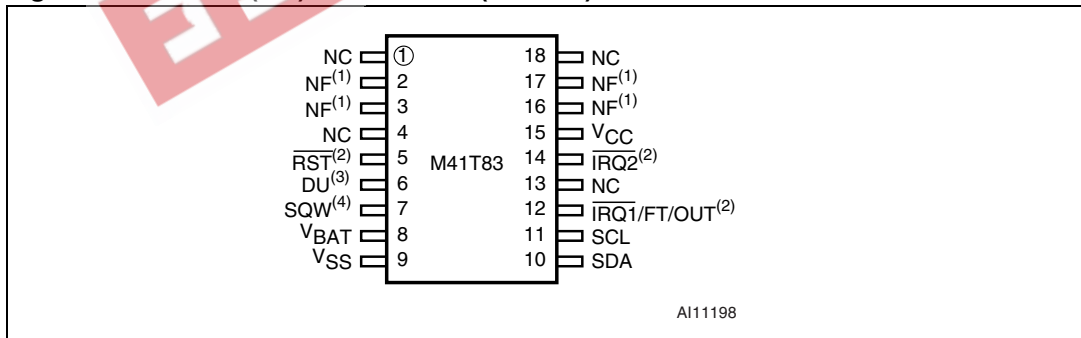 NC 1 18 NC
NF(1) 2 17 NF(1)
NF(1) 3 16 NF(1)
NC 4 15 VCC
RST(2) 5 M41T83 14 IRQ2(2)
DU(3) 6 13 NC
SQW(4) 7 12 IRQ1/FT/OUT(2)
VBAT 8 11 SCL
VSS 9 10 SDA
AI11198